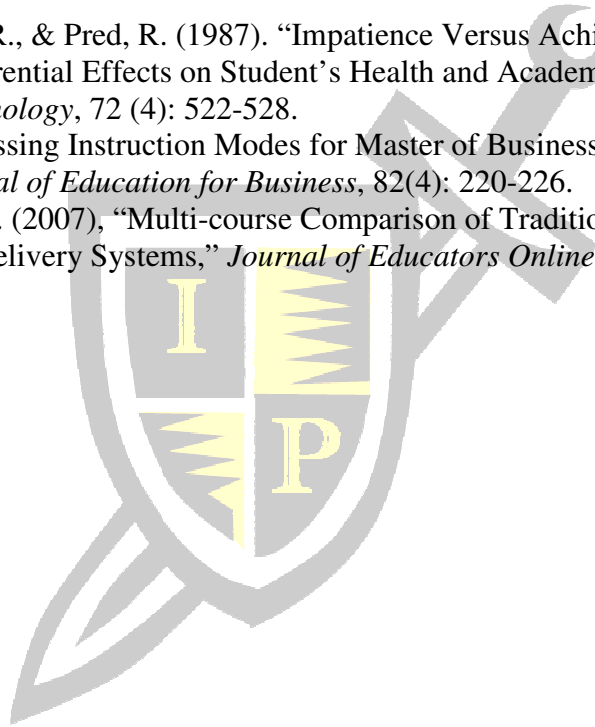 R., & Pred, R. (1987). “Impatience Versus Achi
rential Effects on Student’s Health and Academ
hology, 72 (4): 522-528.
ssing Instruction Modes for Master of Business
al of Education for Business, 82(4): 220-226.
. (2007), “Multi-course Comparison of Traditio
elivery Systems,” Journal of Educators Online
I
P